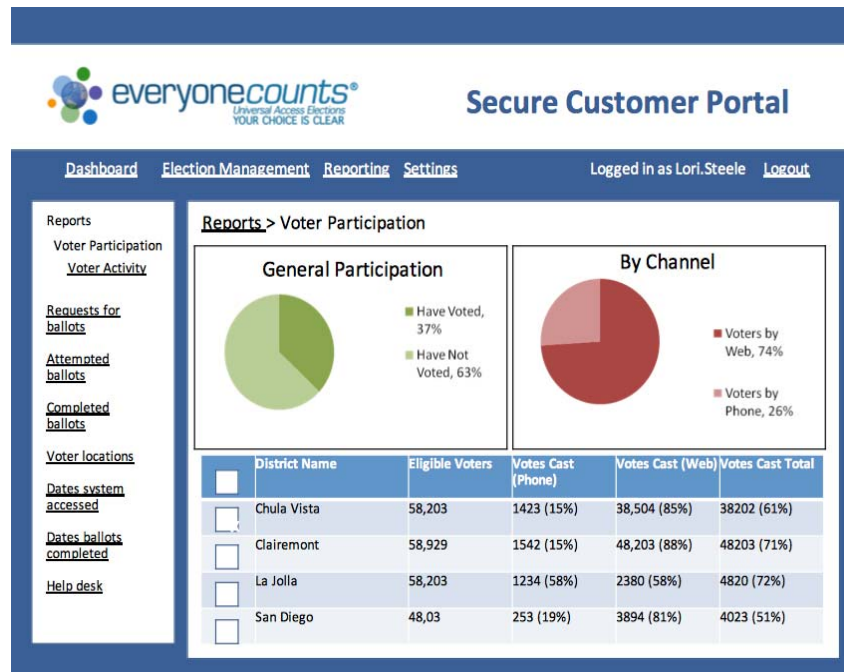 everyonecounts®
Universal Access Elections
YOUR CHOICE IS CLEAR
Secure Customer Portal
Dashboard Election Management Reporting Settings Logged in as Lori.Steele Logout
Reports
Voter Participation
Voter Activity
Requests for
ballots
Attempted
ballots
Completed
ballots
Voter locations
Dates system
accessed
Dates ballots
completed
Help desk
Reports > Voter Participation
General Participation
Have Voted,
37%
Have Not
Voted, 63%
By Channel
Voters by
Web, 74%
Voters by
Phone, 26%
District Name Eligible Voters Votes Cast Votes Cast (Web) Votes Cast Total
(Phone)
Chula Vista 58,203 1423 (15%) 38,504 (85%) 38202 (61%)
Clairemont 58,929 1542 (15%) 48,203 (88%) 48203 (71%)
La Jolla 58,203 1234 (58%) 2380 (58%) 4820 (72%)
San Diego 48,03 253 (19%) 3894 (81%) 4023 (51%)